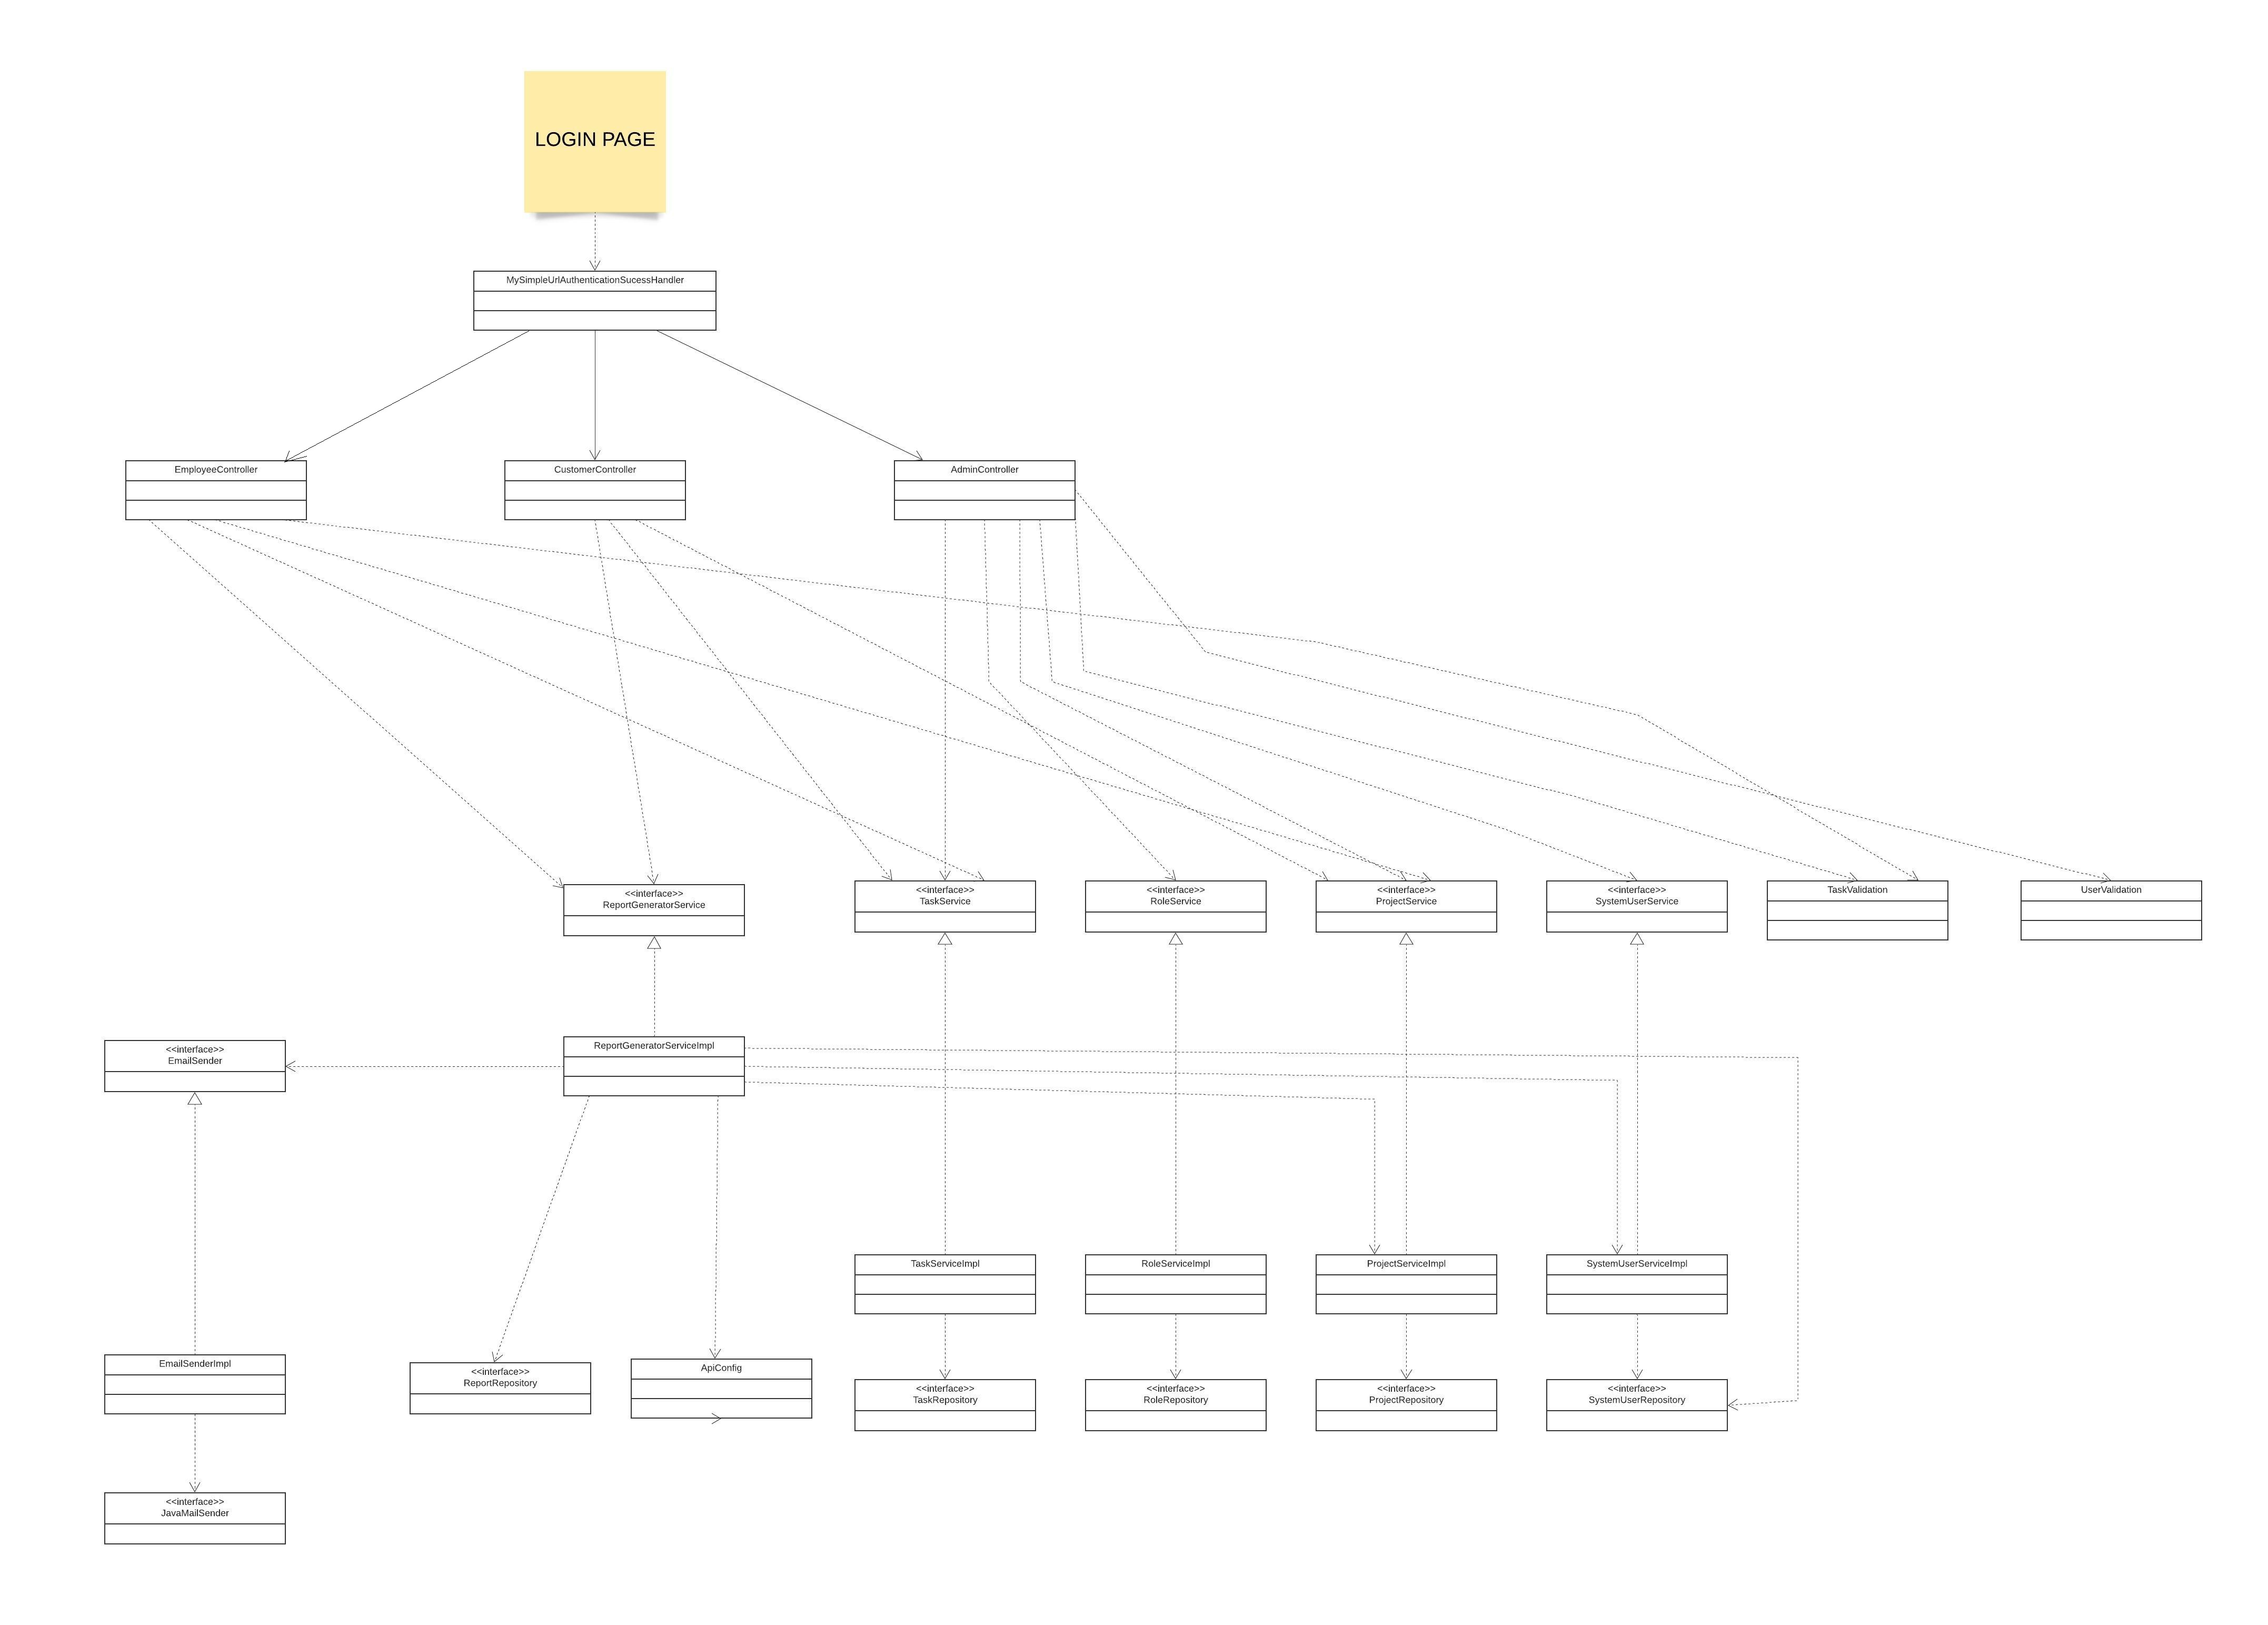 LOGIN PAGE
MySimpleUrlAuthenticationSucessHandler
EmployeeController
CustomerController
AdminController
<<interface>>
ReportGeneratorService
<<interface>>
TaskService
<<interface>>
RoleService
<<interface>>
ProjectService
<<interface>>
SystemUserService
TaskValidation
UserValidation
<<interface>>
EmailSender
ReportGeneratorServiceImpl
TaskServiceImpl
RoleServiceImpl
ProjectServiceImpl
SystemUserServiceImpl
EmailSenderImpl
<<interface>>
ReportRepository
ApiConfig
<<interface>>
TaskRepository
<<interface>>
RoleRepository
<<interface>>
ProjectRepository
<<interface>>
SystemUserRepository
<<interface>>
JavaMailSender